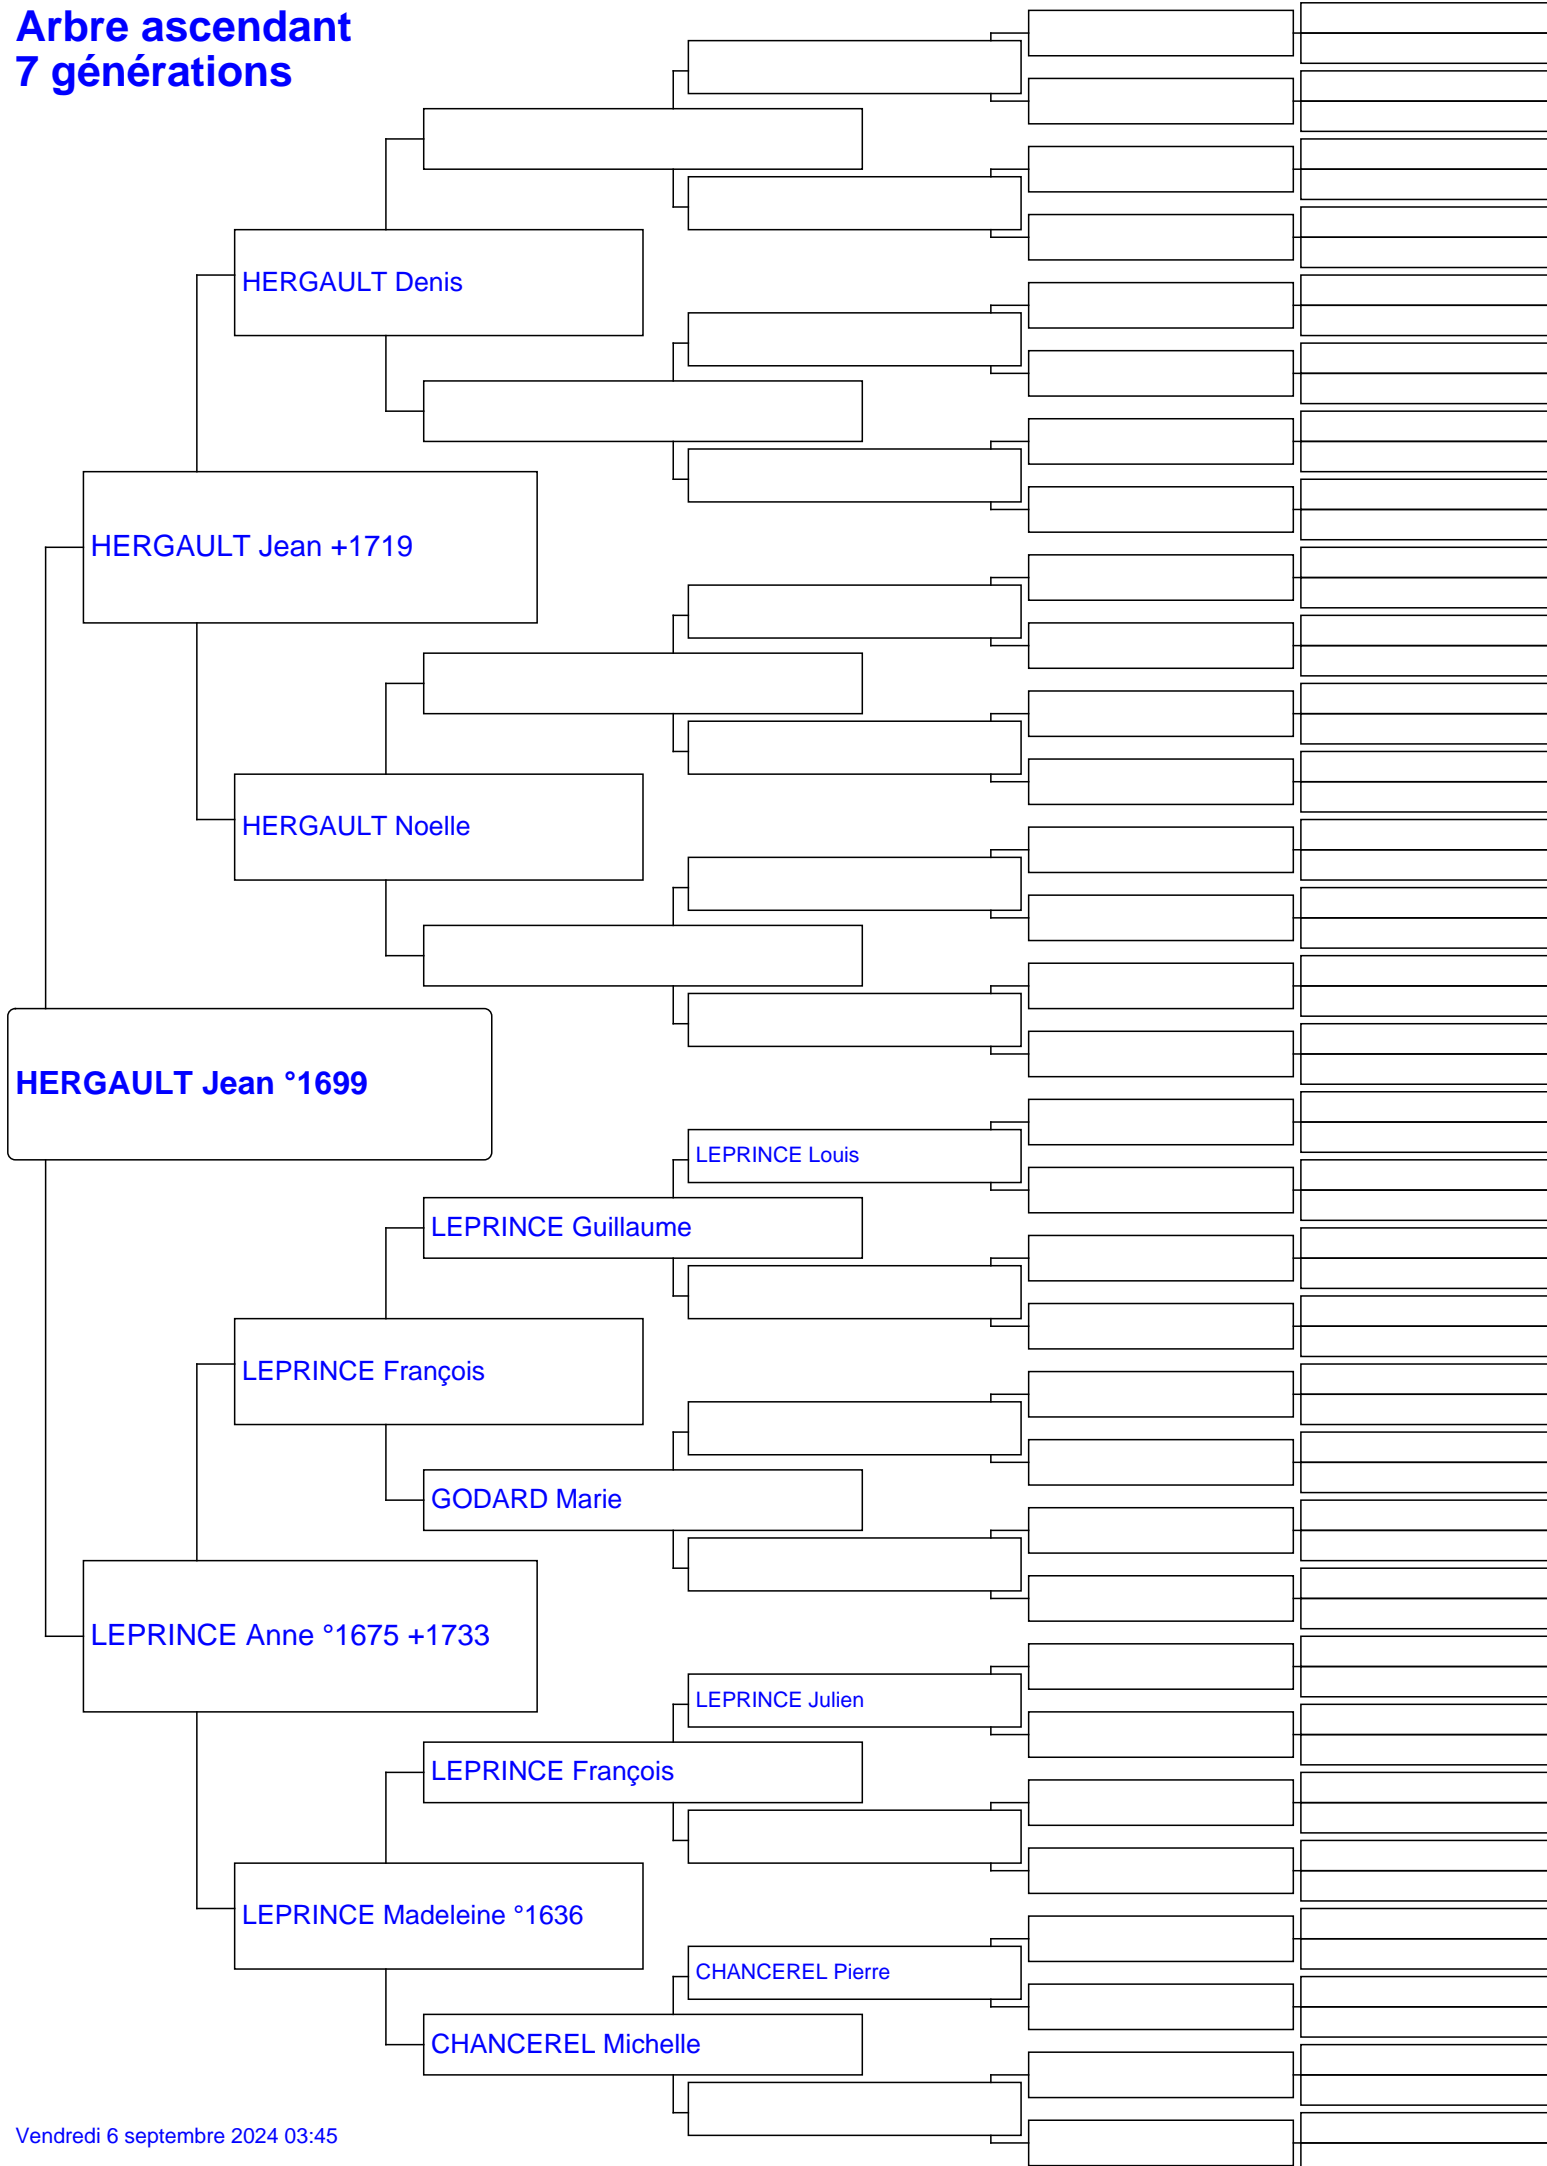 Arbre ascendant
7 générations
HERGAULT Denis
HERGAULT Jean +1719
HERGAULT Noelle
HERGAULT Jean °1699
LEPRINCE Louis
LEPRINCE Guillaume
LEPRINCE François
GODARD Marie
LEPRINCE Anne °1675 +1733
LEPRINCE Julien
LEPRINCE François
LEPRINCE Madeleine °1636
CHANCEREL Pierre
CHANCEREL Michelle
Vendredi 6 septembre 2024 03:45